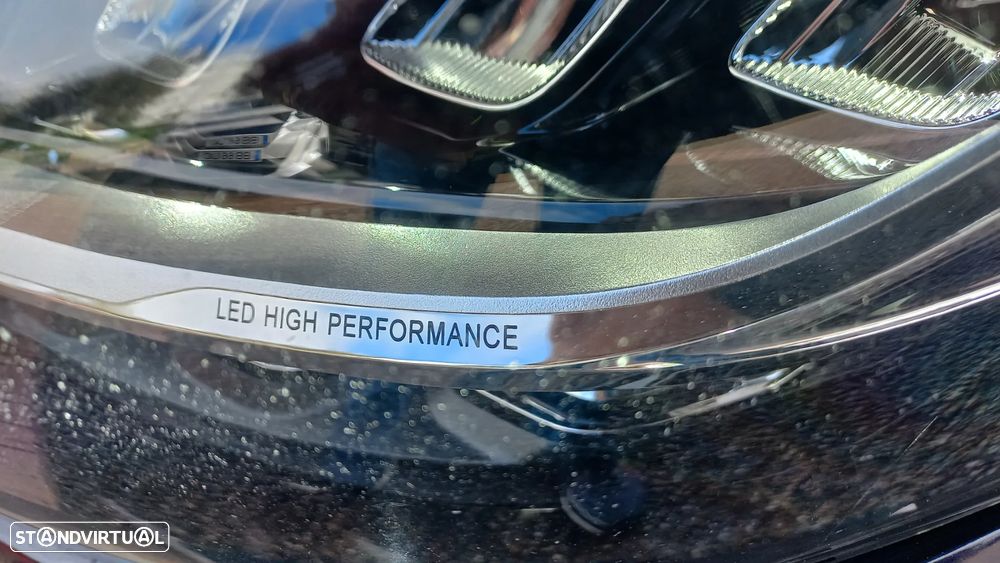 LED HIGH PERFORMANCE
STANDVIRTUAL